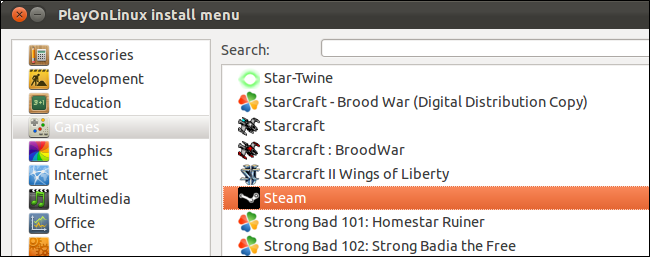 PlayOnLinux install menu
Accessories
Development
Education
Games
Graphics
Internet
Multimedia
Office
Other
Search:
Star-Twine
StarCraft - Brood War (Digital Distribution Copy)
Starcraft
Starcraft : BroodWar
Starcraft II Wings of Liberty
Steam
Strong Bad 101: Homestar Ruiner
Strong Bad 102: Strong Badia the Free